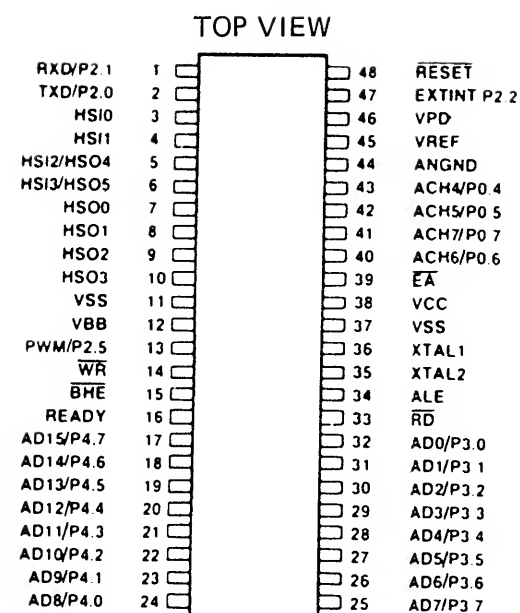 TOP VIEW
RXD/P2.1 1 48 RESET
TXD/P2.0 2 47 EXTINT P2.2
HSI0 3 46 VPD
HSI1 4 45 VREF
HSI2/HSO4 5 44 ANGND
HSI3/HSO5 6 43 ACH4/P0.4
HSO0 7 42 ACH5/P0 5
HSO1 8 41 ACH7/P0 7
HSO2 9 40 ACH6/P0.6
HSO3 10 39 EA
VSS 11 38 VCC
VBB 12 37 VSS
PWM/P2.5 13 36 XTAL1
WR 14 35 XTAL2
BHE 15 34 ALE
READY 16 33 RD
AD15/P4.7 17 32 AD0/P3.0
AD14/P4.6 18 31 AD1/P3 1
AD13/P4.5 19 30 AD2/P3.2
AD12/P4.4 20 29 AD3/P3 3
AD11/P4.3 21 28 AD4/P3 4
AD10/P4.2 22 27 AD5/P3.5
AD9/P4.1 23 26 AD6/P3.6
AD8/P4.0 24 25 AD7/P3 7